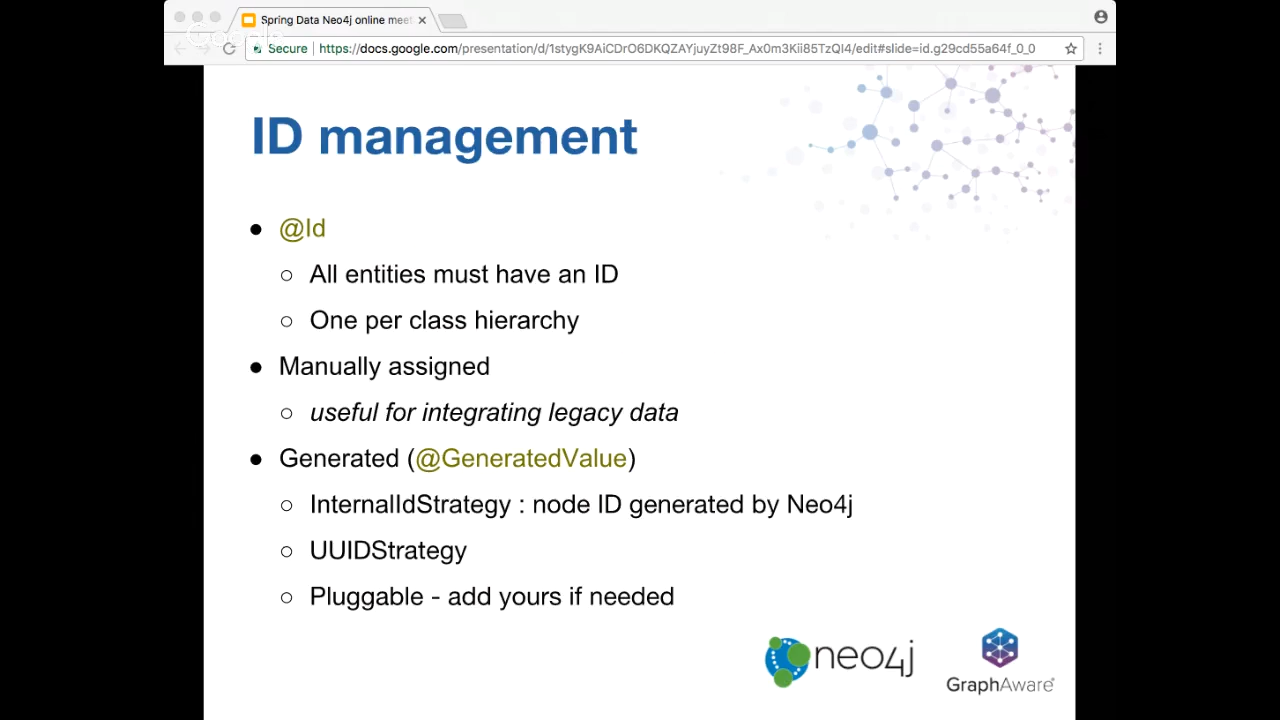 Spring Data Neo4j online meet
Google
Secure
https://docs.google.com/presentation/d/1stygK9AiCDrO6DKQZAYjuyZt98F_Ax0m3Kii85TzQI4/edit#slide=id.g29cd55a64f_0_0
ID management
● @Id
○ All entities must have an ID
○ One per class hierarchy
● Manually assigned
○ useful for integrating legacy data
● Generated (@GeneratedValue)
○ InternalIdStrategy : node ID generated by Neo4j
○ UUIDStrategy
○ Pluggable - add yours if needed
neo4j
GraphAware